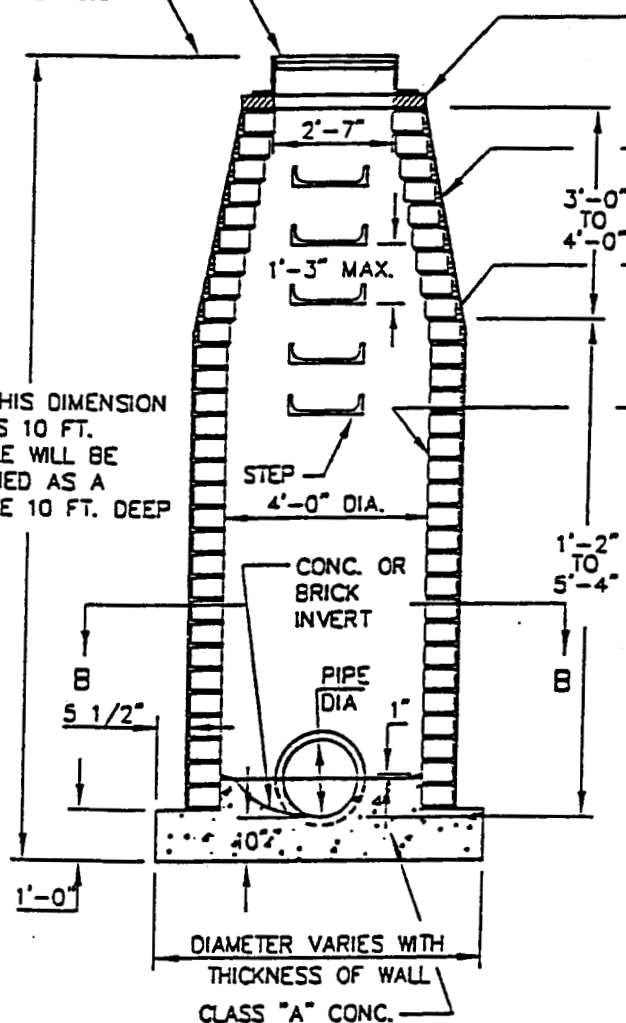 2'-7"
3'-0"
TO
4'-0"
1'-3" MAX.
HIS DIMENSION
S 10 FT.
E WILL BE
IED AS A
E 10 FT. DEEP
STEP
4'-0" DIA.
1'-2"
TO
5'-4"
CONC. OR
BRICK
INVERT
B
B
5 1/2"
PIPE
DIA
1"
1'-0"
DIAMETER VARIES WITH
THICKNESS OF WALL
CLASS "A" CONC.